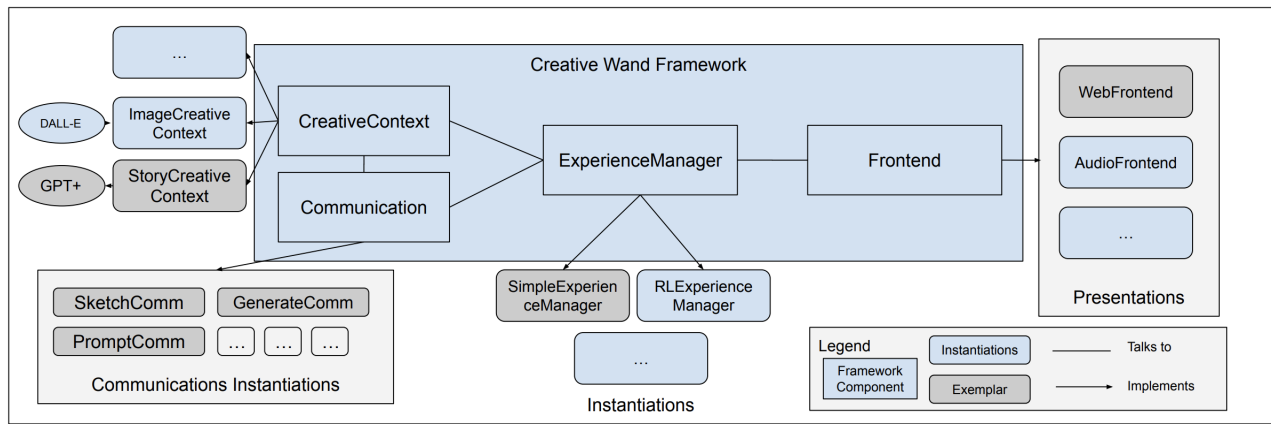 ...
Creative Wand Framework
DALL-E
ImageCreative
Context
GPT+
StoryCreative
Context
CreativeContext
Communication
ExperienceManager
Frontend
WebFrontend
AudioFrontend
...
Presentations
SketchComm
GenerateComm
PromptComm
...
...
...
Communications Instantiations
SimpleExperien
ceManager
RLExperience
Manager
...
Instantiations
Legend
Framework
Component
Instantiations
Exemplar
Talks to
Implements